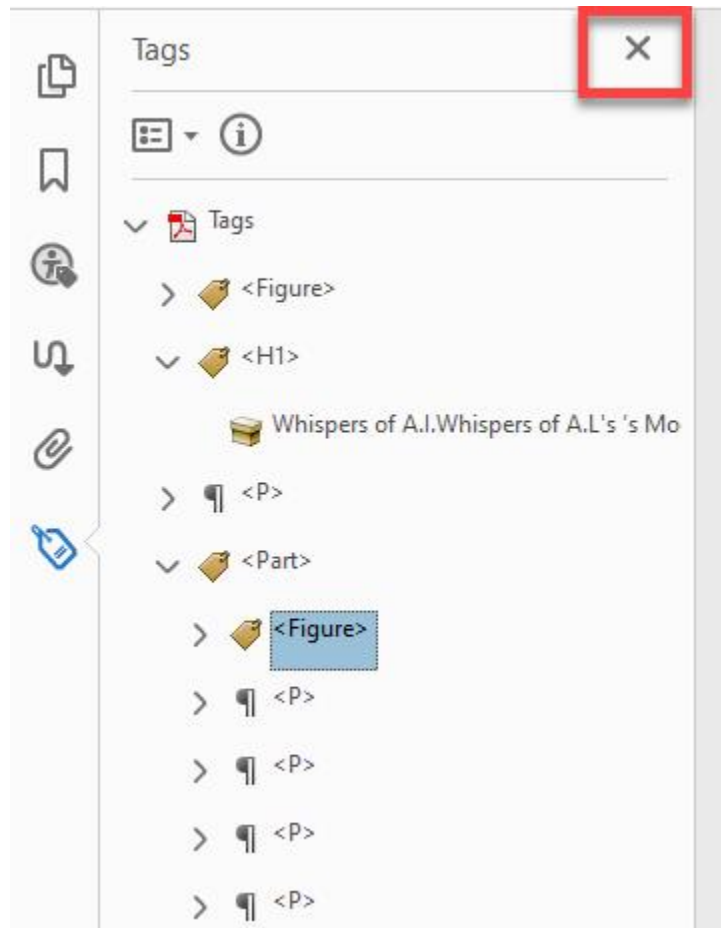 Tags
Tags
<Figure>
<H1>
Whispers of A.I.Whispers of A.L's 's Mo
<P>
<Part>
<Figure>
<P>
<P>
<P>
<P>